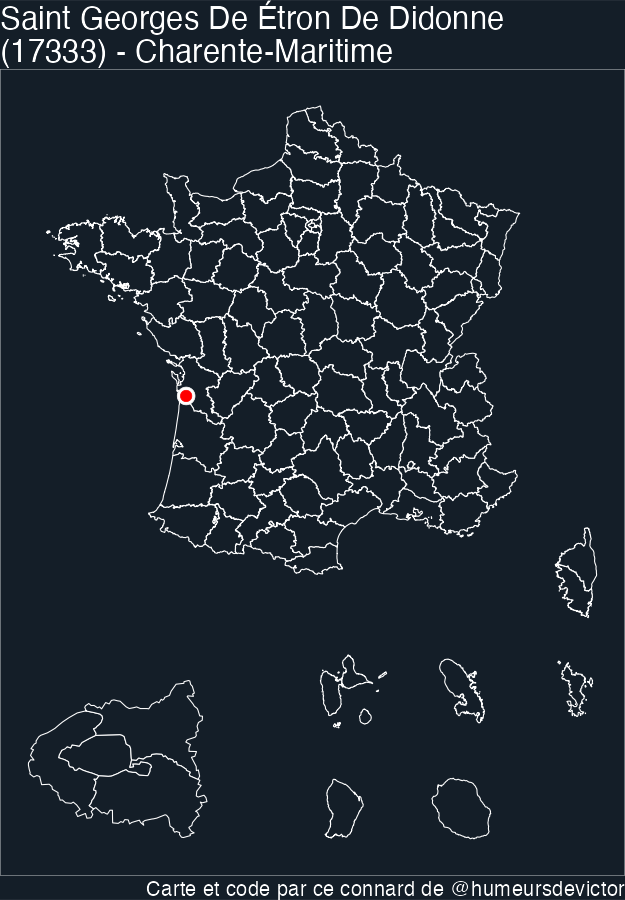 Saint Georges De Étron De Didonne
(17333) - Charente-Maritime
Carte et code par ce connard de @humeursdevictor